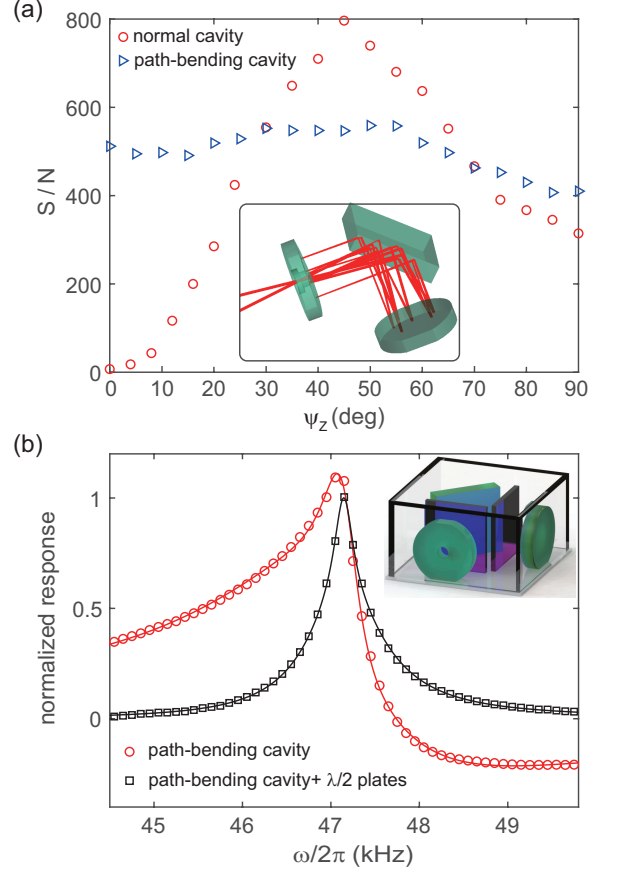 (a)
800
600
400
200
0
S / N
normal cavity
path-bending cavity
0 10 20 30 40 50 60 70 80 90
ψz (deg)
(b)
1
0.5
0
normalized response
path-bending cavity
path-bending cavity+ λ/2 plates
45 46 47 48 49
ω/2π (kHz)